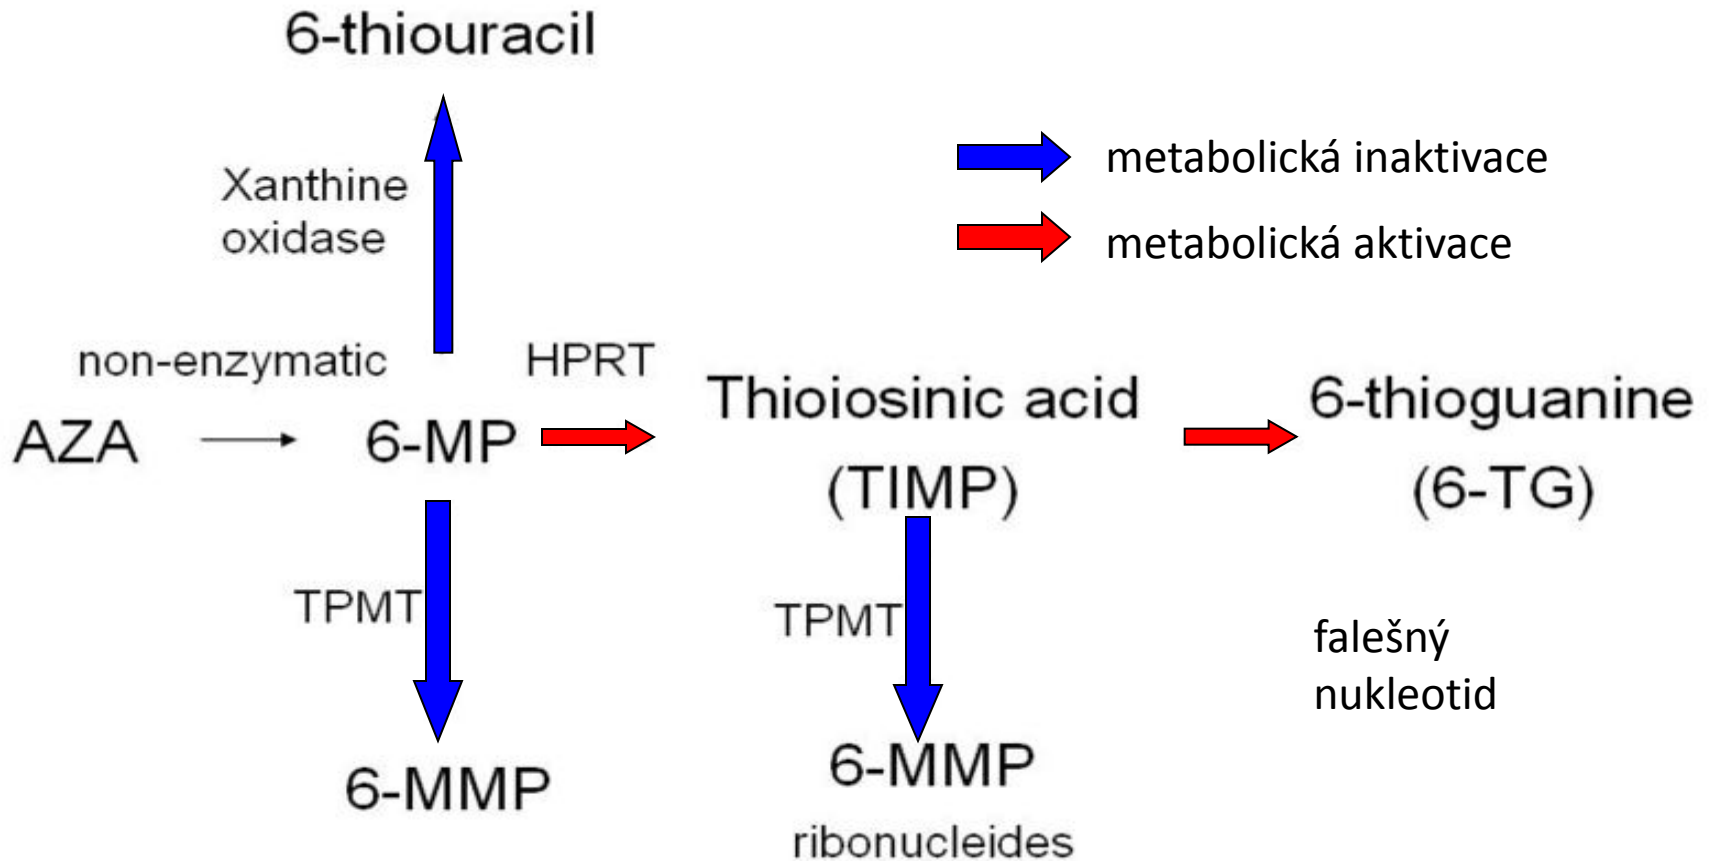 6-thiouracil
Xanthine
oxidase
metabolická inaktivace
metabolická aktivace
non-enzymatic
HPRT
AZA
6-MP
Thioiosinic acid
(TIMP)
6-thioguanine
(6-TG)
TPMT
TPMT
falešný
nukleotid
6-MMP
6-MMP
ribonucleides